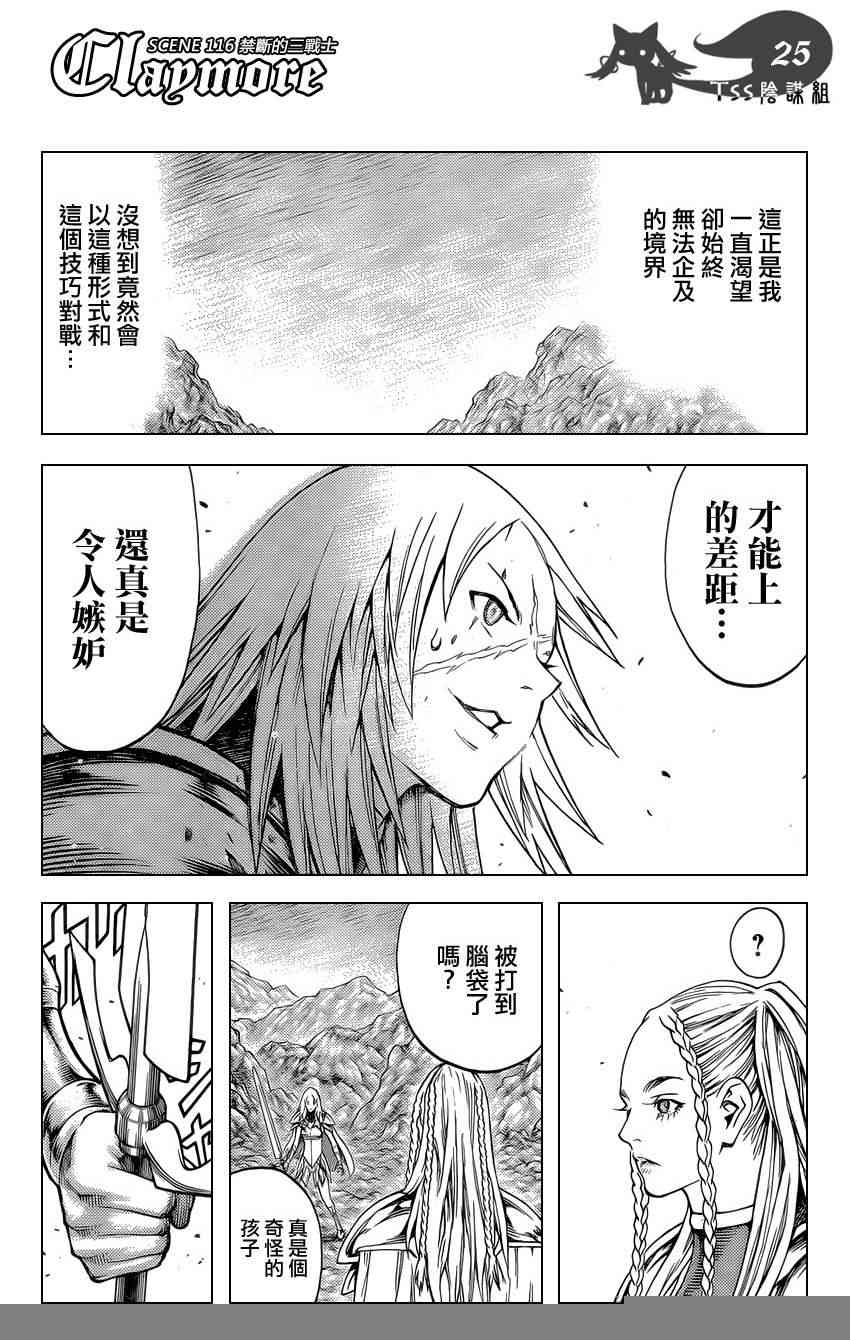 SCENE 116 禁斷的三戰士
Claymore
25
Tss陰謀組
這正是我
一直渴望
卻始終
無法企及
的境界
沒想到竟然會
以這種形式和
這個技巧對戰…
才能上
的差距…
還真是
令人嫉妒
?
被打到
腦袋了
嗎?
真是個
奇怪的
孩子